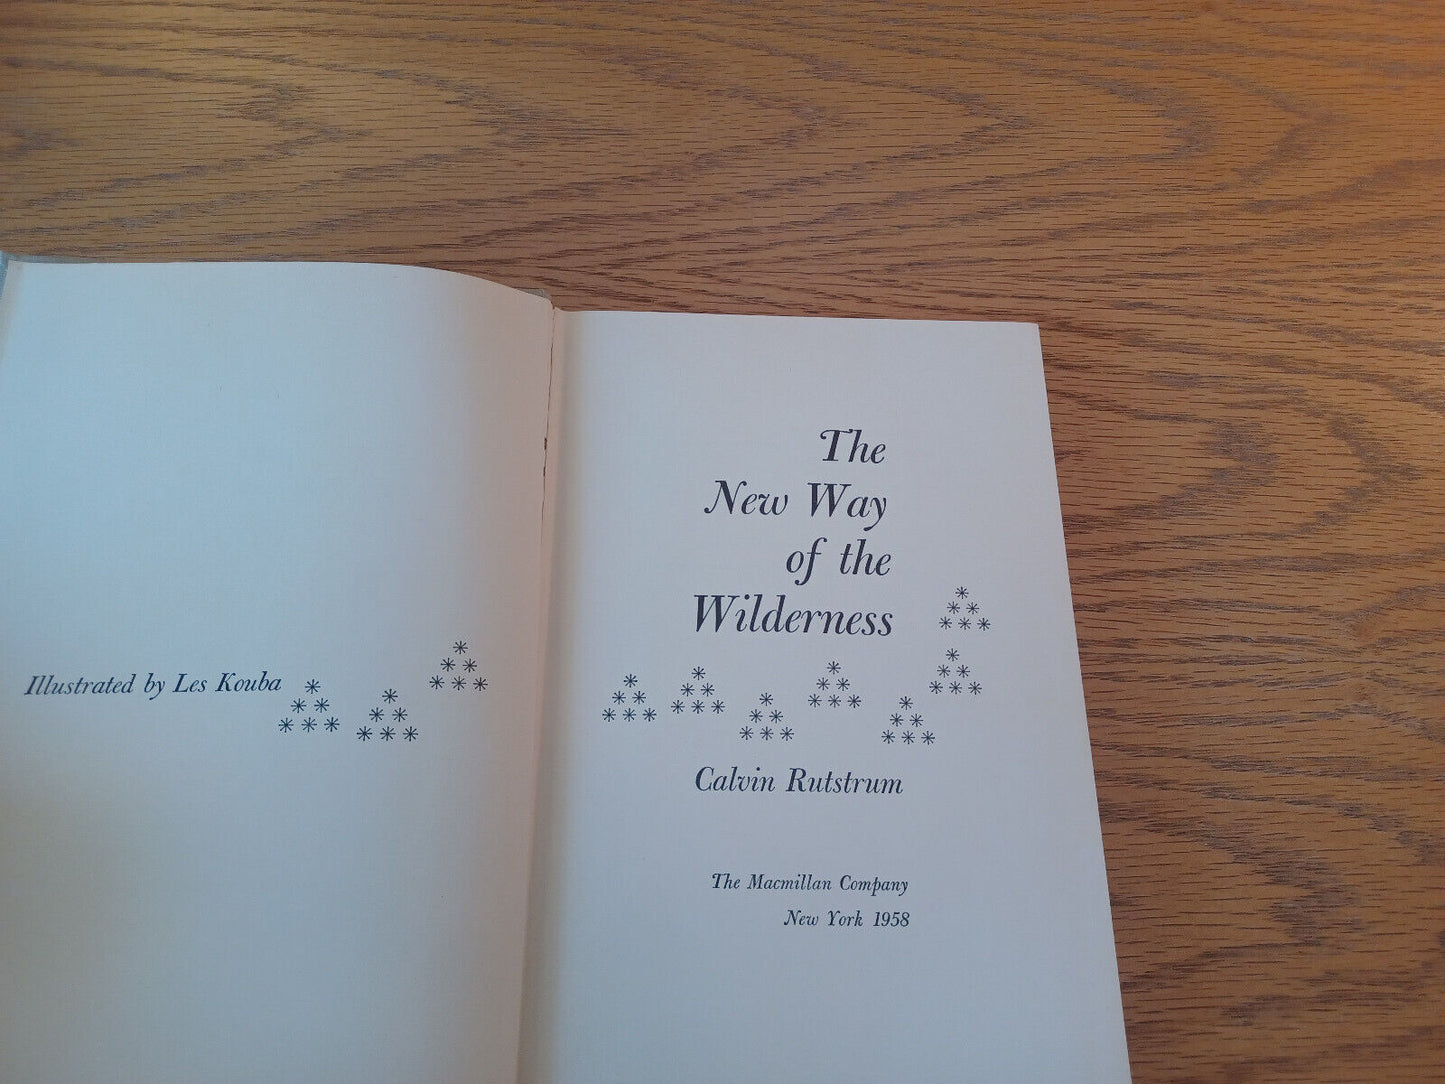 Illustrated by Les Kouba
The
New Way
of the
Wilderness
Calvin Rutstrum
The Macmillan Company
New York 1958